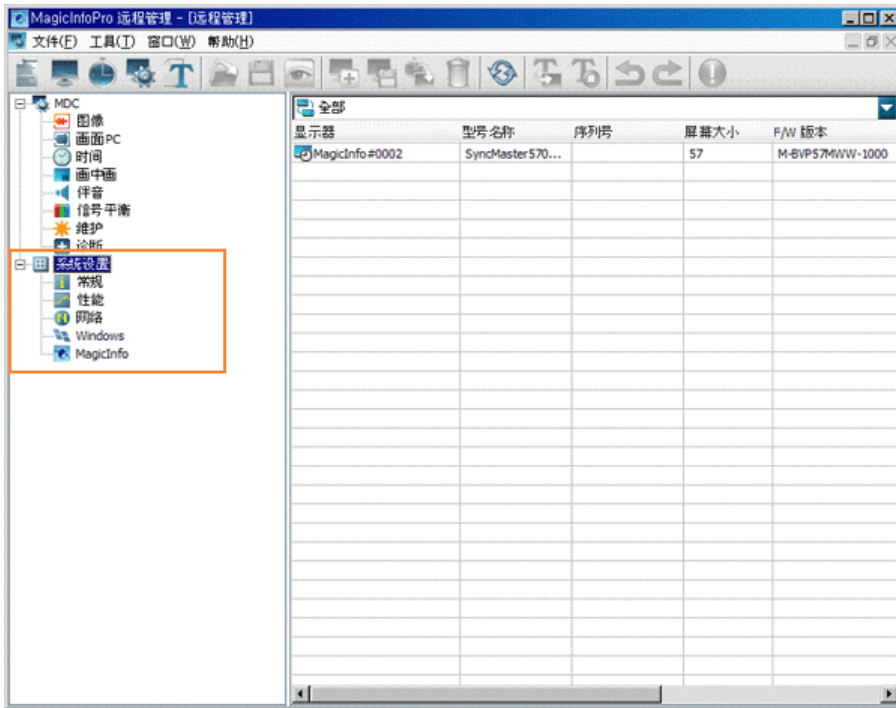 MagicInfoPro 远程管理 - [远程管理]
文件(F) 工具(T) 窗口(W) 帮助(H)
MDC
图像
画面PC
时间
画中画
伴音
信号平衡
维护
诊断
系统设置
常规
性能
网络
Windows
MagicInfo
全部
显示器 型号名称 序列号 屏幕大小 F/W 版本
MagicInfo#0002 SyncMaster570... 57 M-BVP57MWW-1000